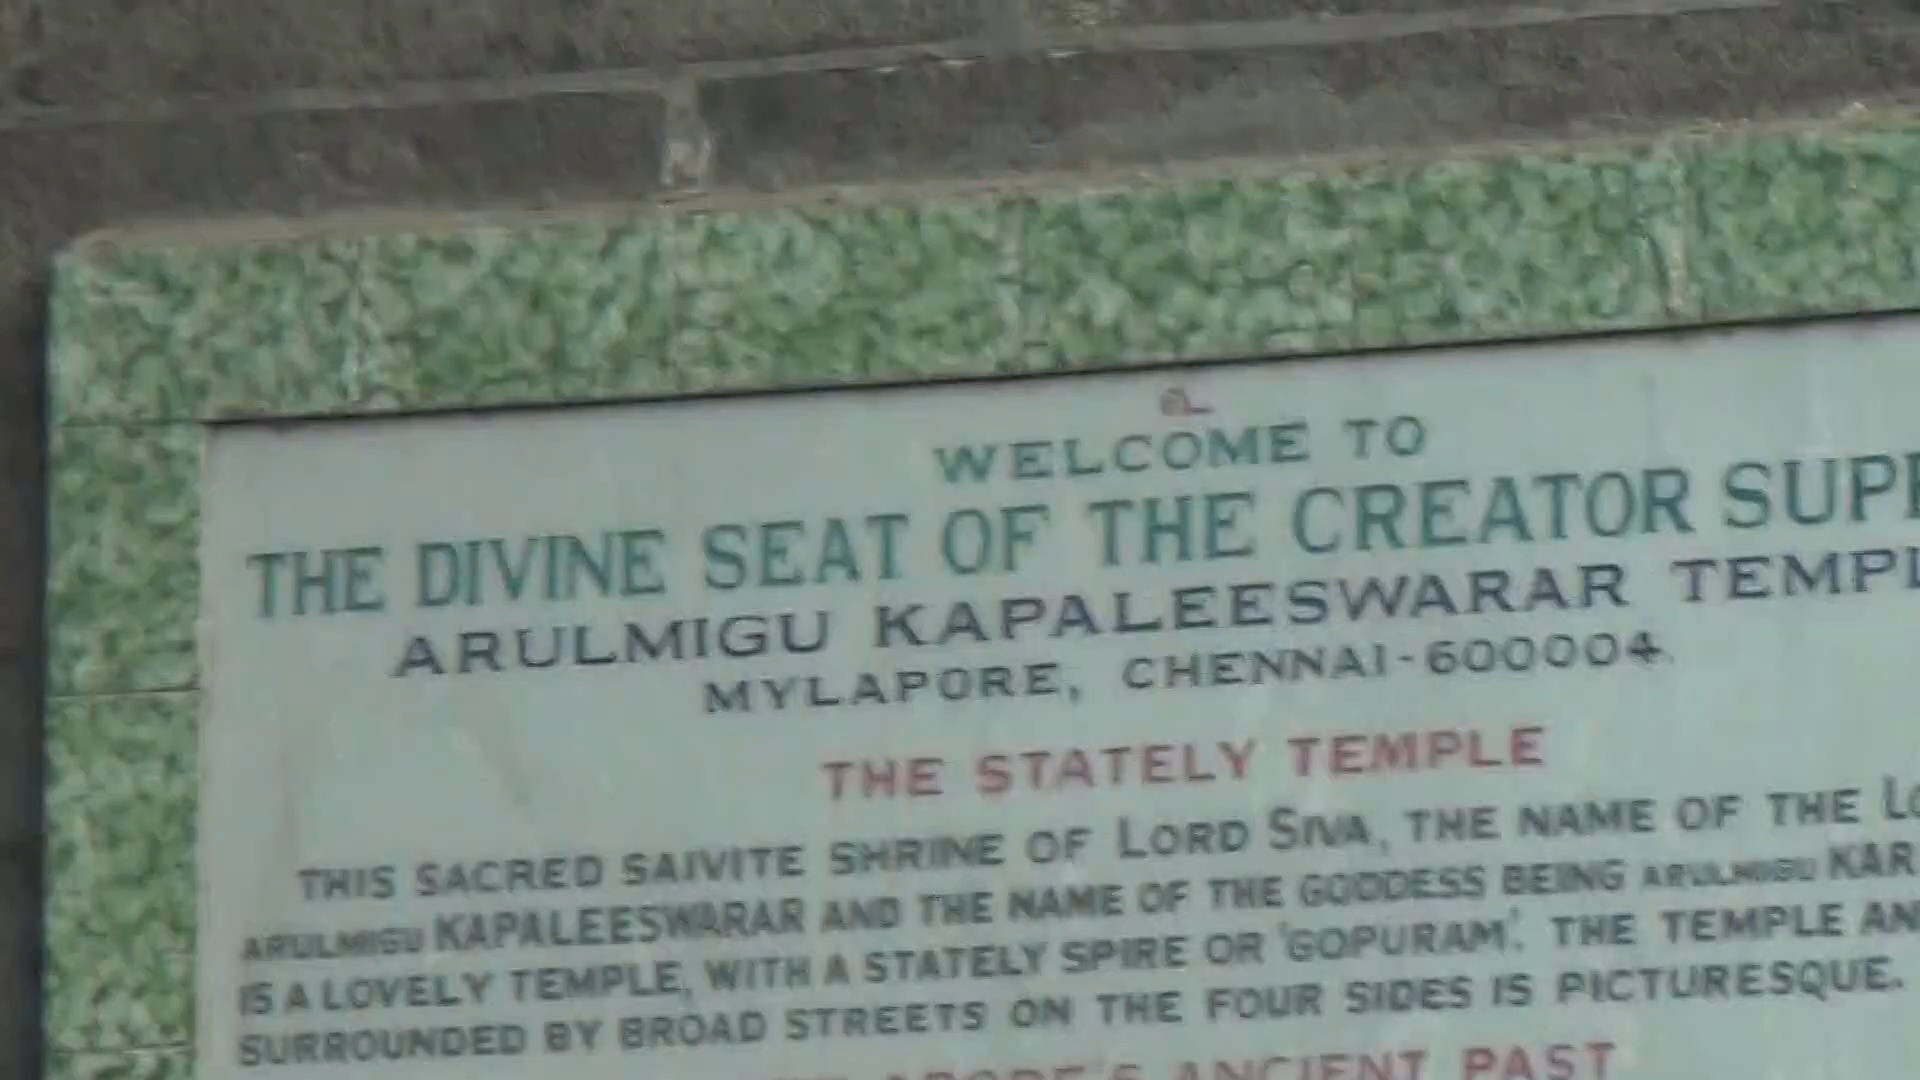 உ
WELCOME TO
THE DIVINE SEAT OF THE CREATOR
ARULMIGU KAPALEESWARAR
MYLAPORE, CHENNAI-600004.
THE STATELY TEMPLE
THIS SACRED SAIVITE SHRINE OF LORD SIVA, THE NAME OF THE
ARULMIGU KAPALEESWARAR AND THE NAME OF THE GODDESS BEING ARULMIGU
IS A LOVELY TEMPLE, WITH A STATELY SPIRE OR 'GOPURAM'. THE TEMPLE
SURROUNDED BY BROAD STREETS ON THE FOUR SIDES IS PICTURESQUE.
ANCIENT PAST